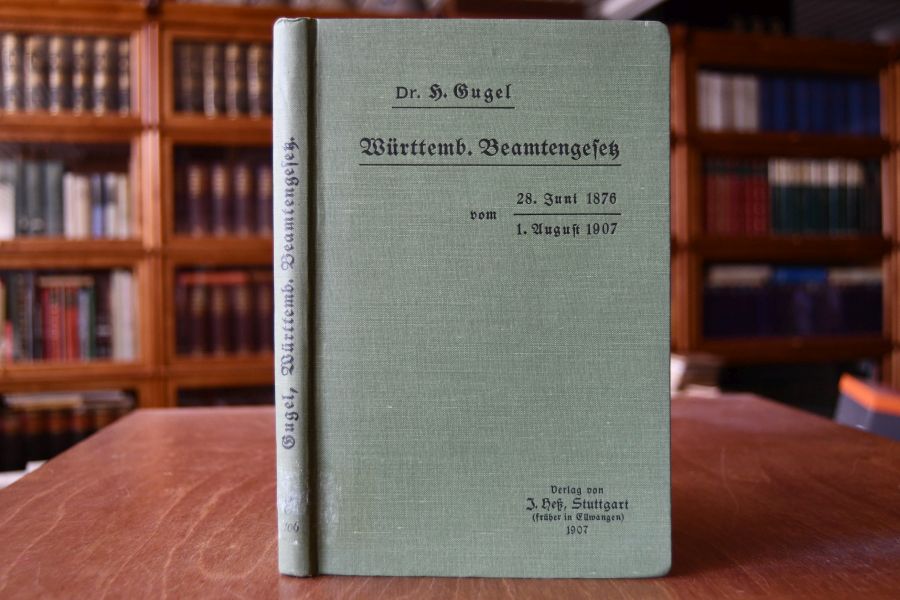 Dr. H. Gugel
Württemb. Beamtengesetz
vom
28. Juni 1876
1. August 1907
Verlag von
J. Heß, Stuttgart
(früher in Ellwangen)
1907
Gugel, Württemb. Beamtengesetz.